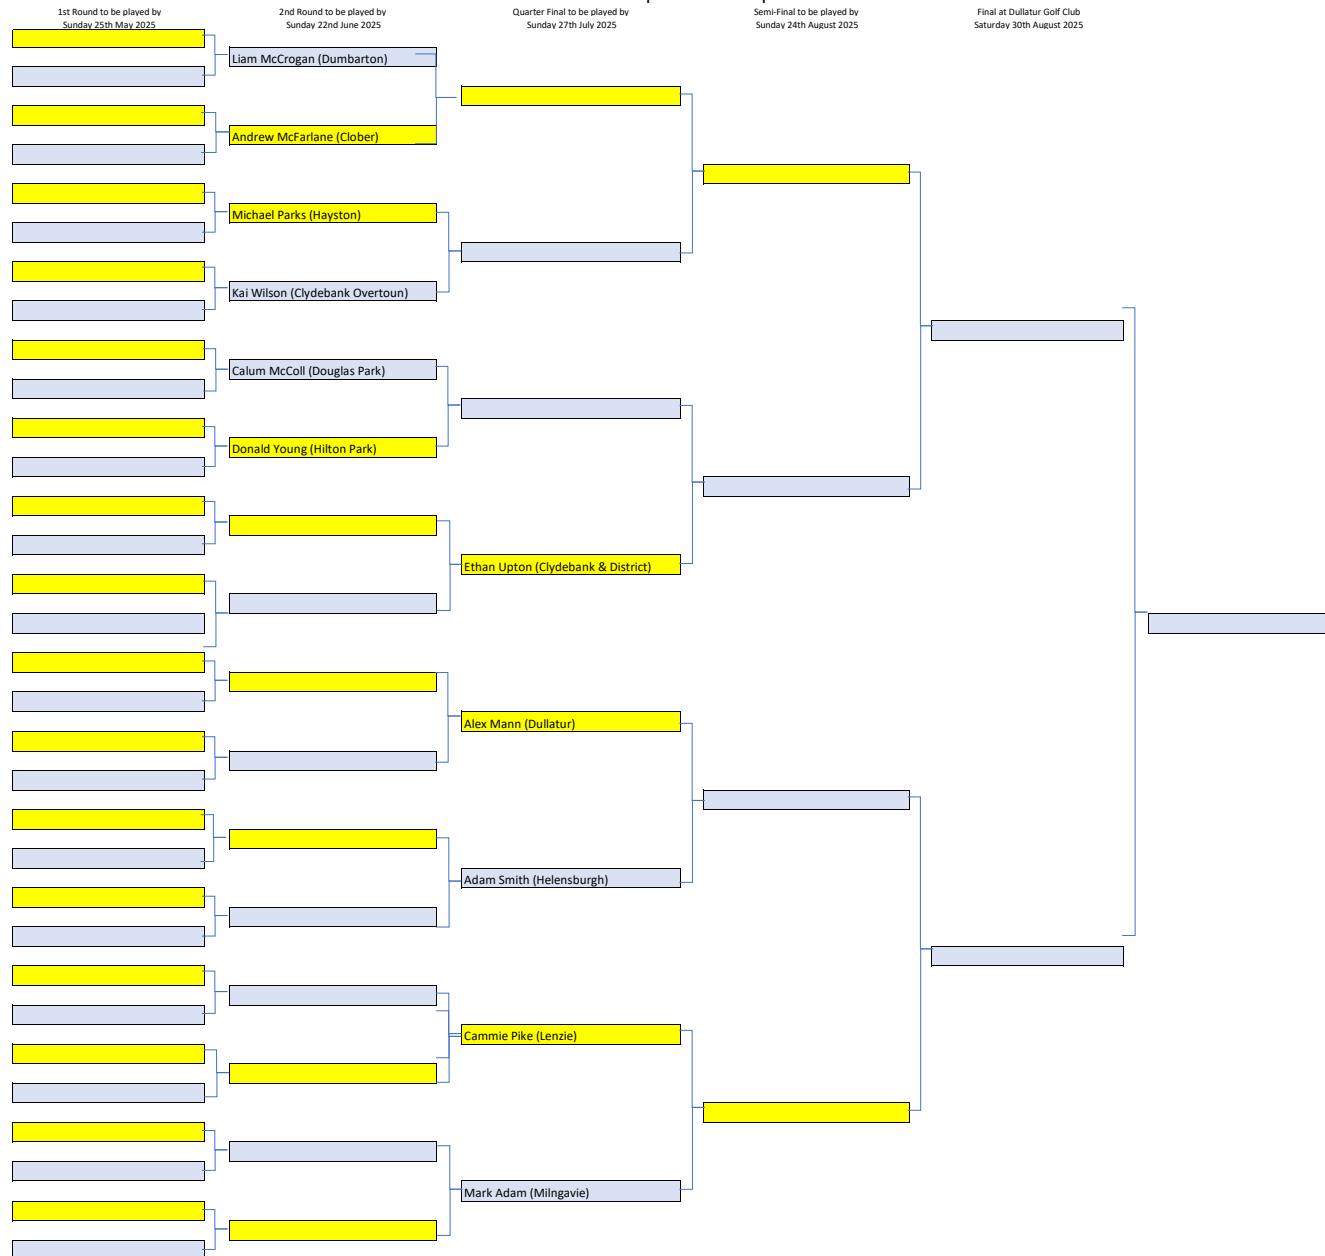 1st Round to be played by
Sunday 25th May 2025
2nd Round to be played by
Sunday 22nd June 2025
Quarter Final to be played by
Sunday 27th July 2025
Semi-Final to be played by
Sunday 24th August 2025
Final at Dullatur Golf Club
Saturday 30th August 2025
Liam McCrogan (Dumbarton)
Andrew McFarlane (Clober)
Michael Parks (Hayston)
Kai Wilson (Clydebank Overtoun)
Calum McColl (Douglas Park)
Donald Young (Hilton Park)
Ethan Upton (Clydebank & District)
Alex Mann (Dullatur)
Adam Smith (Helensburgh)
Cammie Pike (Lenzie)
Mark Adam (Milngavie)